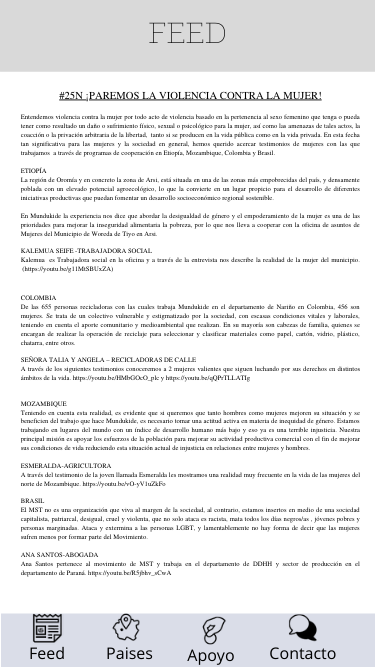 FEED
#25N ¡PAREMOS LA VIOLENCIA CONTRA LA MUJER!
Entendemos violencia contra la mujer por todo acto de violencia basado en la pertenencia al sexo femenino que tenga o pueda
tener como resultado un daño o sufrimiento físico, sexual o psicológico para la mujer, así como las amenazas de tales actos, la
coacción o la privación arbitraria de la libertad, tanto si se producen en la vida pública como en la vida privada. En esta fecha
tan significativa para las mujeres y la sociedad en general, hemos querido acercar testimonios de mujeres con las que
trabajamos a través de programas de cooperación en Etiopía, Mozambique, Colombia y Brasil.
ETIOPÍA
La región de Oromía y en concreto la zona de Arsi, está situada en una de las zonas más empobrecidas del país, y densamente
poblada con un elevado potencial agroecológico, lo que la convierte en un lugar propicio para el desarrollo de diferentes
iniciativas productivas que puedan fomentar un desarrollo socioeconómico regional sostenible.
En Mundukide la experiencia nos dice que abordar la desigualdad de género y el empoderamiento de la mujer es una de las
prioridades para mejorar la inseguridad alimentaria la pobreza, por lo que nos lleva a cooperar con la oficina de asuntos de
Mujeres del Municipio de Woreda de Tiyo en Arsi.
KALEMUA SEIFE -TRABAJADORA SOCIAL
Kalemua es Trabajadora social en la oficina y a través de la entrevista nos describe la realidad de la mujer del municipio.
(https://youtu.be/g11MtSBUxZA)
COLOMBIA
De las 655 personas recicladoras con las cuales trabaja Mundukide en el departamento de Nariño en Colombia, 456 son
mujeres. Se trata de un colectivo vulnerable y estigmatizado por la sociedad, con escasas condiciones vitales y laborales,
teniendo en cuenta el aporte comunitario y medioambiental que realizan. En su mayoría son cabezas de familia, quienes se
encargan de realizar la operación de reciclaje para posteriormente seleccionar y clasificar materiales como papel, cartón, vidrio, plástico,
chatarra, entre otros.
SEÑORA TALIA Y ANGELA – RECICLADORAS DE CALLE
A través de los siguientes testimonios conoceremos a 2 mujeres valientes que siguen luchando por sus derechos en distintos
ámbitos de la vida. https://youtu.be/HMbGOcO_plc y https://youtu.be/qQPrTLLATIg
MOZAMBIQUE
Teniendo en cuenta esta realidad, es evidente que si queremos que tanto hombres como mujeres mejoren su situación y se
beneficien del trabajo que hace Mundukide, es necesario tomar una actitud activa en materia de inequidad de género. Estamos
trabajando en lugares del mundo con un índice de desarrollo humano más bajo y eso ya es una terrible injusticia. Nuestra
principal misión es apoyar los esfuerzos de la población para mejorar su actividad productiva comercial con el fin de mejorar
sus condiciones de vida reduciendo esta situación actual de injusticia en relaciones entre mujeres y hombres.
ESMERALDA-AGRICULTORA
A través del testimonio de la joven llamada Esmeralda les mostramos una realidad muy frecuente en la vida de las mujeres del
norte de Mozambique. https://youtu.be/vO-yV1uZkFo
BRASIL
El MST no es una organización que viva al margen de la sociedad, al contrario, estamos insertos en medio de una sociedad
capitalista, patriarcal, desigual, cruel y violenta, que no solo ataca es racista, mata todos los días negros/as , jóvenes pobres y
personas marginadas. Ataca y extermina a las personas LGBT, y lamentablemente no hay forma de decir que las mujeres
sufren menos por formar parte del Movimiento.
ANA SANTOS-ABOGADA
Ana Santos pertenece al movimiento de MST y trabaja en el departamento de DDHH y sector de producción en el
departamento de Paraná. https://youtu.be/R5jbhv_sCwA
Feed Paises Apoyo Contacto